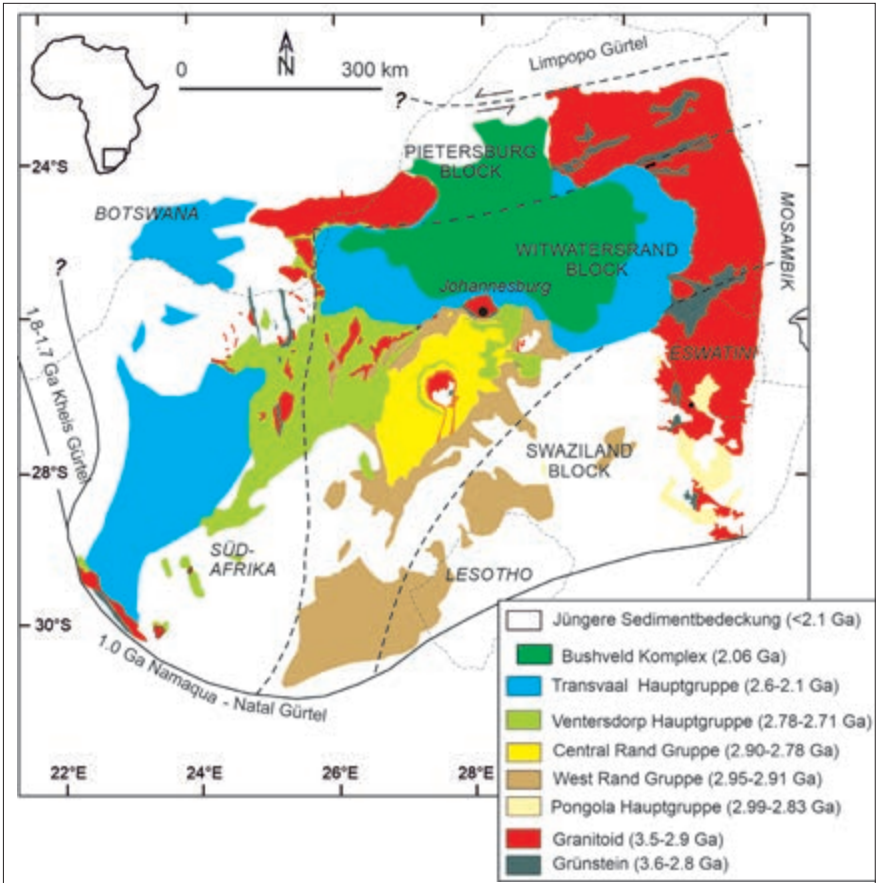 Limpopo Gürtel
N
0 300 km
?
24°S
PIETERSBURG
BLOCK
BOTSWANA
MOSAMBIK
WITWATERSRAND
BLOCK
?
Johannesburg
1.8-1.7 Ga Kheis Gürtel
ESWATINI
28°S
SWAZILAND
BLOCK
SÜD-
AFRIKA
LESOTHO
30°S
1.0 Ga Namaqua - Natal Gürtel
22°E 24°E 26°E 28°E
Jüngere Sedimentbedeckung (<2.1 Ga)
Bushveld Komplex (2.06 Ga)
Transvaal Hauptgruppe (2.6-2.1 Ga)
Ventersdorp Hauptgruppe (2.78-2.71 Ga)
Central Rand Gruppe (2.90-2.78 Ga)
West Rand Gruppe (2.95-2.91 Ga)
Pongola Hauptgruppe (2.99-2.83 Ga)
Granitoid (3.5-2.9 Ga)
Grünstein (3.6-2.8 Ga)